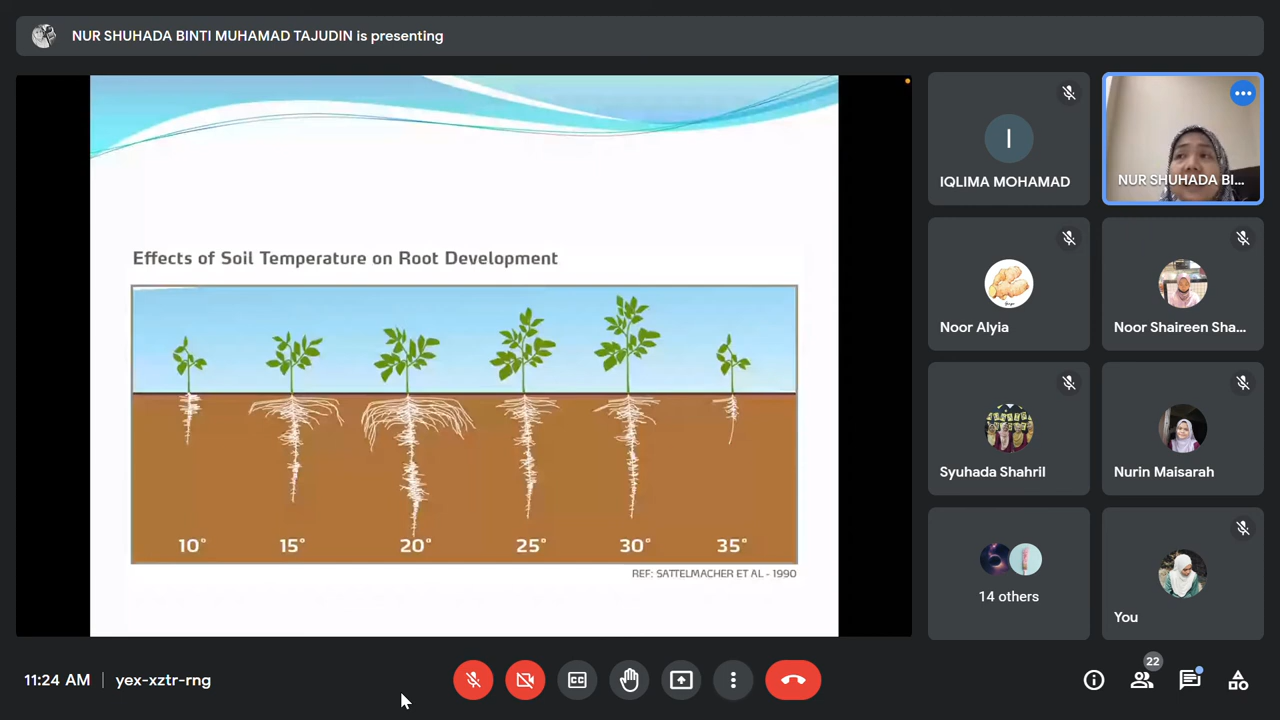 NUR SHUHADA BINTI MUHAMAD TAJUDIN is presenting
Effects of Soil Temperature on Root Development
10° 15° 20° 25° 30° 35°
REF: SATTELMACHER ET AL - 1990
I
IQLIMA MOHAMAD
NUR SHUHADA BI...
Noor Alyia
Noor Shaireen Sha...
Syuhada Shahril
Nurin Maisarah
14 others
You
11:24 AM | yex-xztr-rng
CC
22